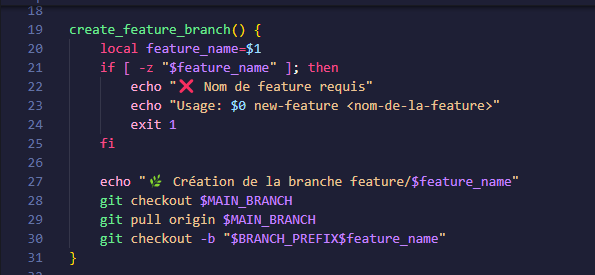 18
19 create_feature_branch() {
20     local feature_name=$1
21     if [ -z "$feature_name" ]; then
22         echo "❌ Nom de feature requis"
23         echo "Usage: $0 new-feature <nom-de-la-feature>"
24         exit 1
25     fi
26
27     echo "🌿 Création de la branche feature/$feature_name"
28     git checkout $MAIN_BRANCH
29     git pull origin $MAIN_BRANCH
30     git checkout -b "$BRANCH_PREFIX$feature_name"
31 }